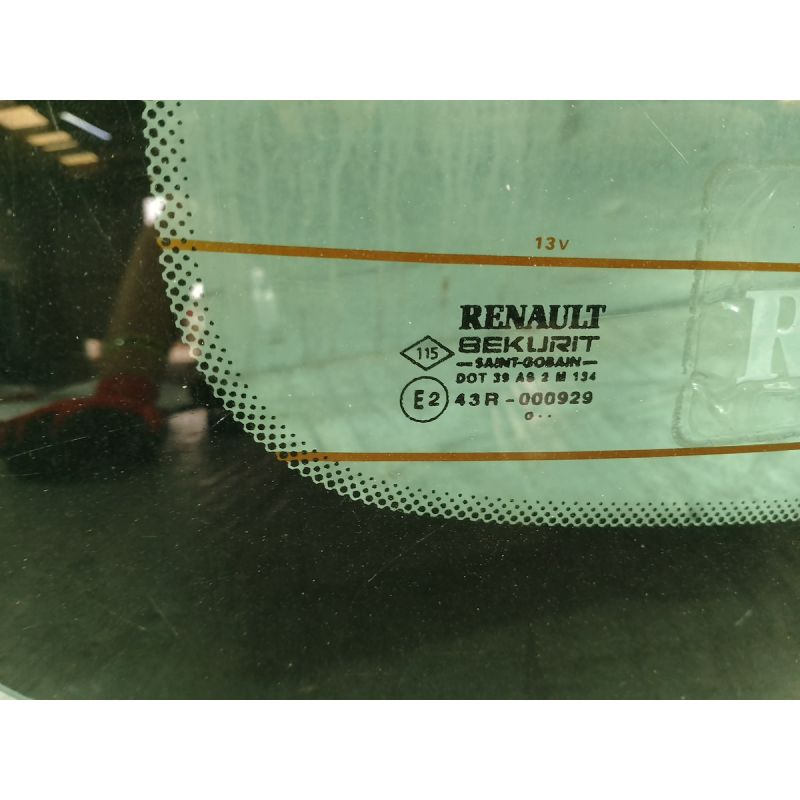 13V
RENAULT
115
SEKURIT
SAINT-GOBAIN
DOT 39 AS 2 M 134
E2 43R-000929
o··
R